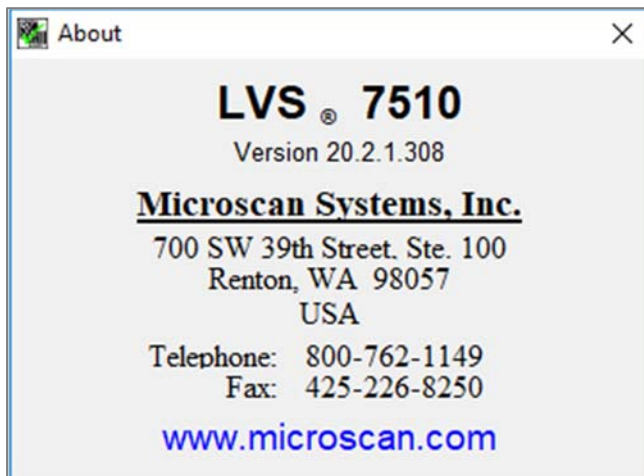 About
LVS ® 7510
Version 20.2.1.308
Microscan Systems, Inc.
700 SW 39th Street, Ste. 100
Renton, WA 98057
USA
Telephone: 800-762-1149
Fax: 425-226-8250
www.microscan.com